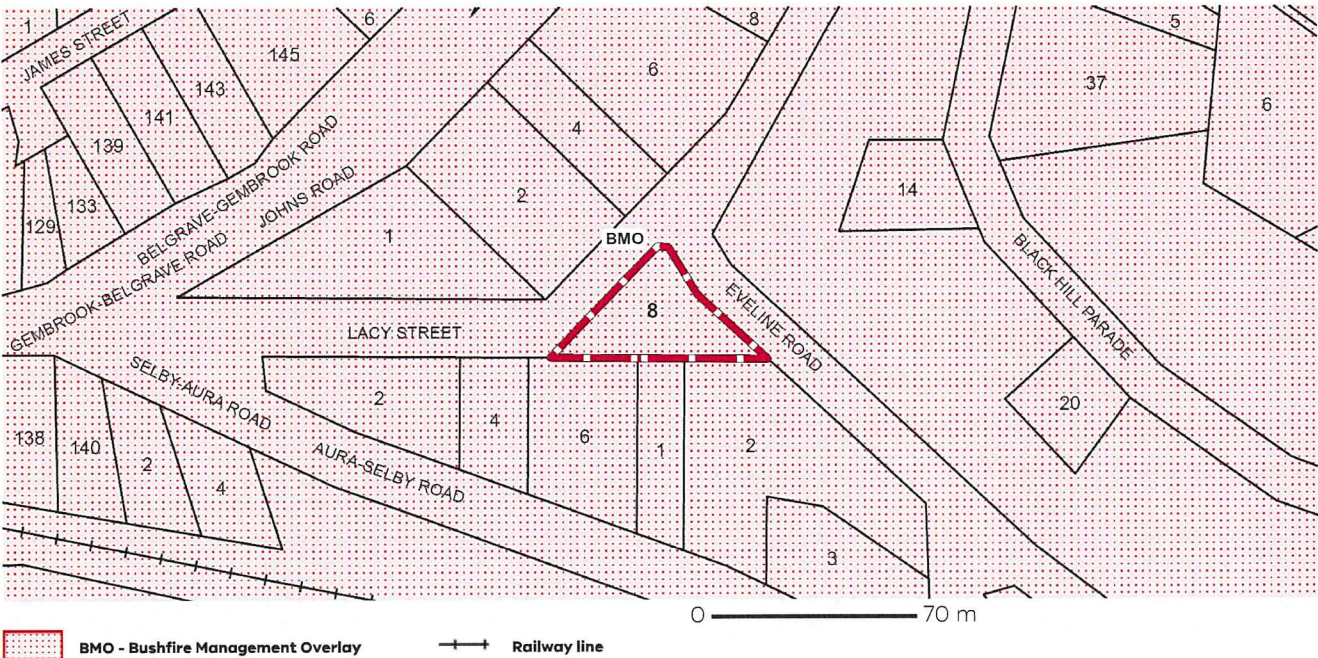 1
JAMES STREET
6
8
5
145
6
37
143
6
141
4
139
BELGRAVE-GEMBROOK ROAD
JOHNS ROAD
2
14
133
129
1
BMO
GEMBROOK-BELGRAVE ROAD
BLACK HILL PARADE
EVELINE ROAD
8
LACY STREET
SELBY-AURA ROAD
2
20
4
138
140
6
1
2
2
AURA-SELBY ROAD
4
3
0 70 m
BMO - Bushfire Management Overlay Railway line